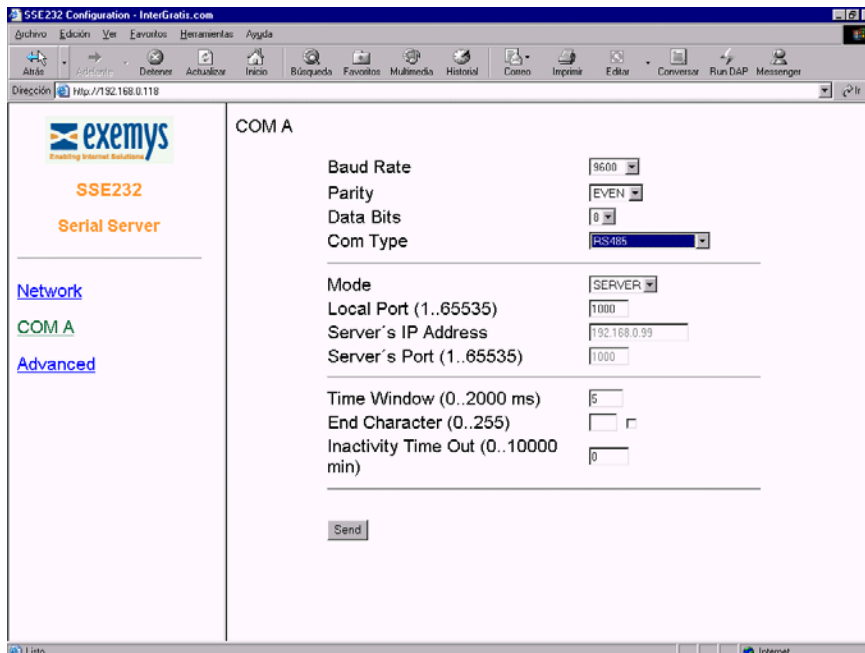 SSE232 Configuration - InterGratis.com
Archivo Edición Ver Favoritos Herramientas Ayuda
Atrás Adelante Detener Actualizar Inicio Búsqueda Favoritos Multimedia Historial Correo Imprimir Editar Conversar Run DAP Messenger
Dirección http://192.168.0.118 Ir
exemys
Enabling Internet Solutions
SSE232
Serial Server
Network
COM A
Advanced
COM A
Baud Rate 9600
Parity EVEN
Data Bits 8
Com Type RS485
Mode SERVER
Local Port (1..65535) 1000
Server´s IP Address 192.168.0.99
Server´s Port (1..65535) 1000
Time Window (0..2000 ms) 5
End Character (0..255)
Inactivity Time Out (0..10000
min) 0
Send
Listo Internet